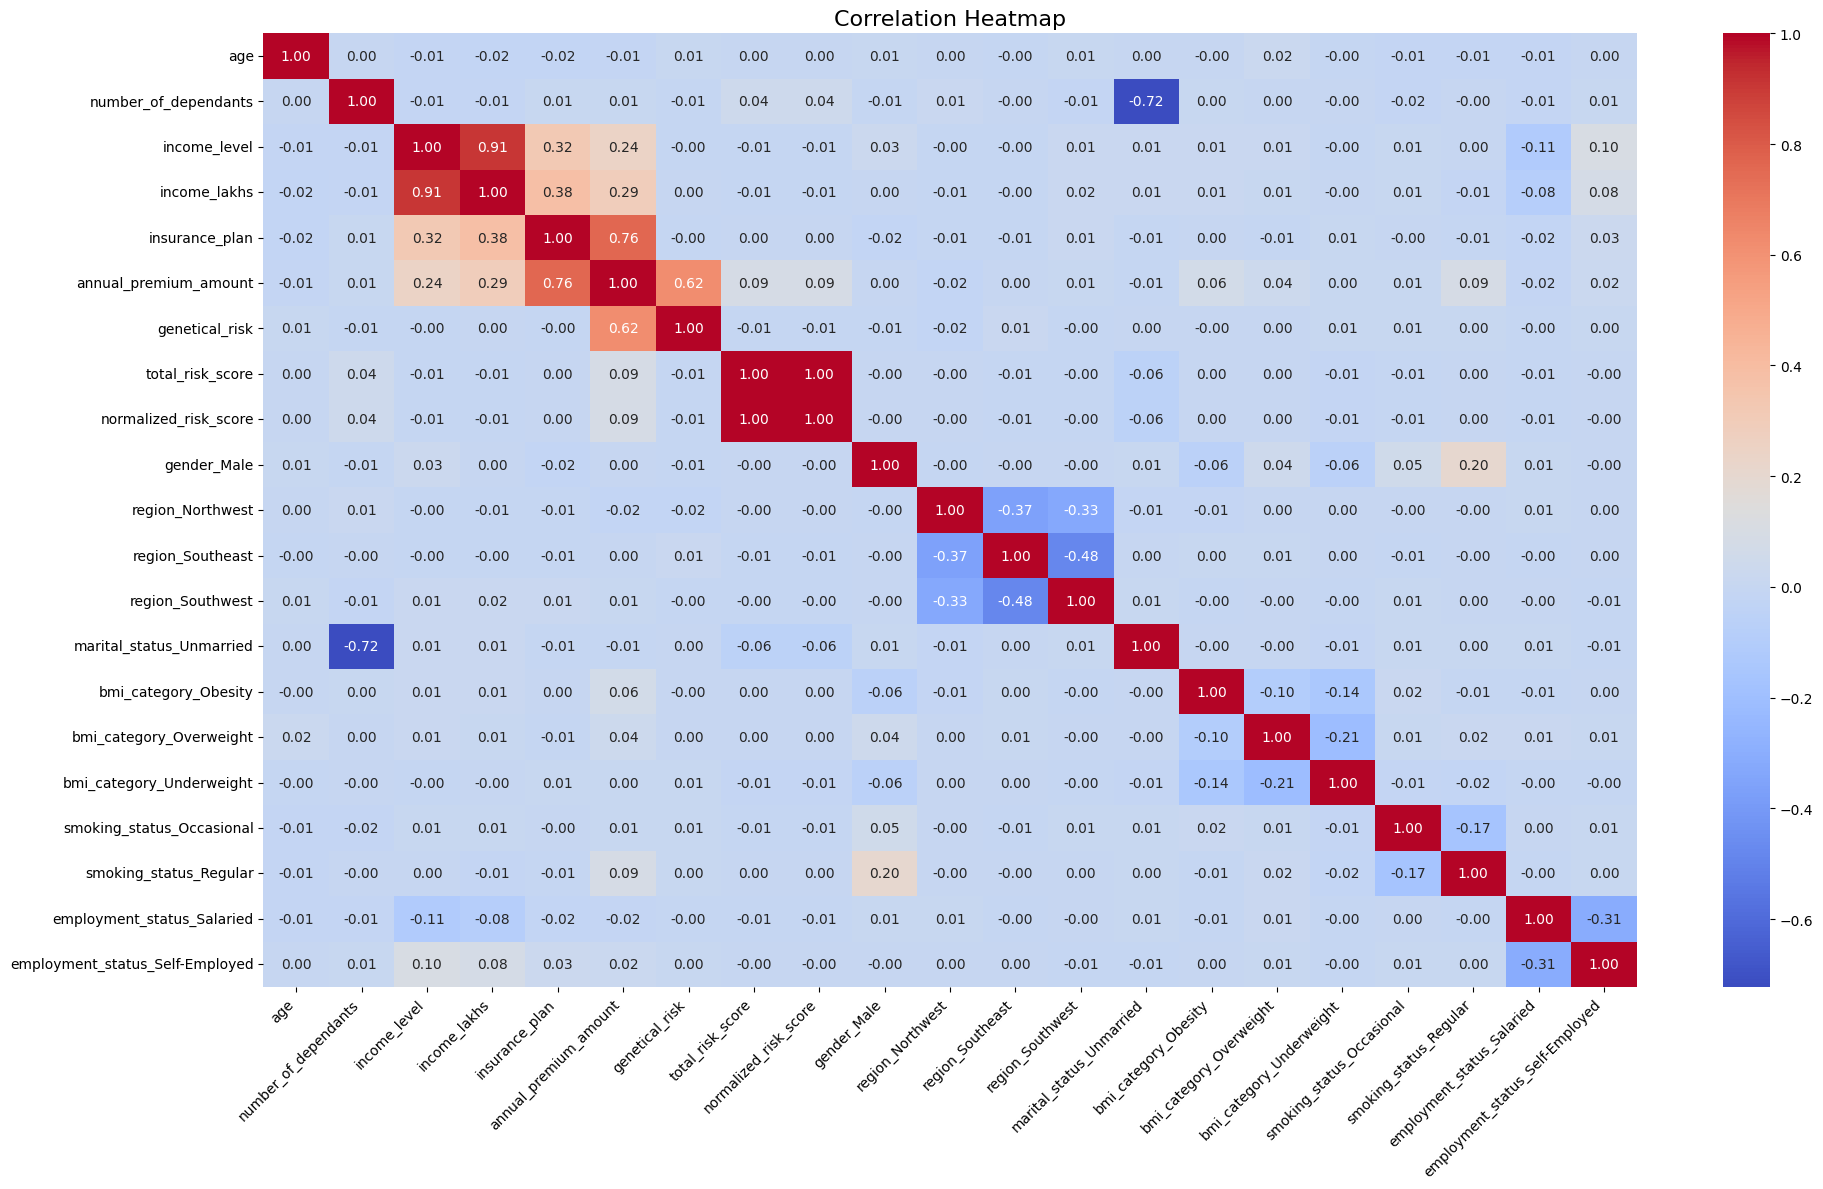 Correlation Heatmap
age 1.00 0.00 -0.01 -0.02 -0.02 -0.01 0.01 0.00 0.00 0.01 0.00 -0.00 0.01 0.00 -0.00 0.02 -0.00 -0.01 -0.01 -0.01 0.00
number_of_dependants 0.00 1.00 -0.01 -0.01 0.01 0.01 -0.01 0.04 0.04 -0.01 0.01 -0.00 -0.01 -0.72 0.00 0.00 -0.00 -0.02 -0.00 -0.01 0.01
income_level -0.01 -0.01 1.00 0.91 0.32 0.24 -0.00 -0.01 -0.01 0.03 -0.00 -0.00 0.01 0.01 0.01 0.01 -0.00 0.01 0.00 -0.11 0.10
income_lakhs -0.02 -0.01 0.91 1.00 0.38 0.29 0.00 -0.01 -0.01 0.00 -0.01 -0.00 0.02 0.01 0.01 0.01 -0.00 0.01 -0.01 -0.08 0.08
insurance_plan -0.02 0.01 0.32 0.38 1.00 0.76 -0.00 0.00 0.00 -0.02 -0.01 -0.01 0.01 -0.01 0.00 -0.01 0.01 -0.00 -0.01 -0.02 0.03
annual_premium_amount -0.01 0.01 0.24 0.29 0.76 1.00 0.62 0.09 0.09 0.00 -0.02 0.00 0.01 -0.01 0.06 0.04 0.00 0.01 0.09 -0.02 0.02
genetical_risk 0.01 -0.01 -0.00 0.00 -0.00 0.62 1.00 -0.01 -0.01 -0.01 -0.02 0.01 -0.00 0.00 -0.00 0.00 0.01 0.01 0.00 -0.00 0.00
total_risk_score 0.00 0.04 -0.01 -0.01 0.00 0.09 -0.01 1.00 1.00 -0.00 -0.00 -0.01 -0.00 -0.06 0.00 0.00 -0.01 -0.01 0.00 -0.01 -0.00
normalized_risk_score 0.00 0.04 -0.01 -0.01 0.00 0.09 -0.01 1.00 1.00 -0.00 -0.00 -0.01 -0.00 -0.06 0.00 0.00 -0.01 -0.01 0.00 -0.01 -0.00
gender_Male 0.01 -0.01 0.03 0.00 -0.02 0.00 -0.01 -0.00 -0.00 1.00 -0.00 -0.00 -0.00 0.01 -0.06 0.04 -0.06 0.05 0.20 0.01 -0.00
region_Northwest 0.00 0.01 -0.00 -0.01 -0.01 -0.02 -0.02 -0.00 -0.00 -0.00 1.00 -0.37 -0.33 -0.01 -0.01 0.00 0.00 -0.00 -0.00 0.01 0.00
region_Southeast -0.00 -0.00 -0.00 -0.00 -0.01 0.00 0.01 -0.01 -0.01 -0.00 -0.37 1.00 -0.48 0.00 0.00 0.01 0.00 -0.01 -0.00 -0.00 0.00
region_Southwest 0.01 -0.01 0.01 0.02 0.01 0.01 -0.00 -0.00 -0.00 -0.00 -0.33 -0.48 1.00 0.01 -0.00 -0.00 -0.00 0.01 0.00 -0.00 -0.01
marital_status_Unmarried 0.00 -0.72 0.01 0.01 -0.01 -0.01 0.00 -0.06 -0.06 0.01 -0.01 0.00 0.01 1.00 -0.00 -0.00 -0.01 0.01 0.00 0.01 -0.01
bmi_category_Obesity -0.00 0.00 0.01 0.01 0.00 0.06 -0.00 0.00 0.00 -0.06 -0.01 0.00 -0.00 -0.00 1.00 -0.10 -0.14 0.02 -0.01 -0.01 0.00
bmi_category_Overweight 0.02 0.00 0.01 0.01 -0.01 0.04 0.00 0.00 0.00 0.04 0.00 0.01 -0.00 -0.00 -0.10 1.00 -0.21 0.01 0.02 0.01 0.01
bmi_category_Underweight -0.00 -0.00 -0.00 -0.00 0.01 0.00 0.01 -0.01 -0.01 -0.06 0.00 0.00 -0.00 -0.01 -0.14 -0.21 1.00 -0.01 -0.02 -0.00 -0.00
smoking_status_Occasional -0.01 -0.02 0.01 0.01 -0.00 0.01 0.01 -0.01 -0.01 0.05 -0.00 -0.01 0.01 0.01 0.02 0.01 -0.01 1.00 -0.17 0.00 0.01
smoking_status_Regular -0.01 -0.00 0.00 -0.01 -0.01 0.09 0.00 0.00 0.00 0.20 -0.00 -0.00 0.00 0.00 -0.01 0.02 -0.02 -0.17 1.00 -0.00 0.00
employment_status_Salaried -0.01 -0.01 -0.11 -0.08 -0.02 -0.02 -0.00 -0.01 -0.01 0.01 0.01 -0.00 -0.00 0.01 -0.01 0.01 -0.00 0.00 -0.00 1.00 -0.31
employment_status_Self-Employed 0.00 0.01 0.10 0.08 0.03 0.02 0.00 -0.00 -0.00 -0.00 0.00 0.00 -0.01 -0.01 0.00 0.01 -0.00 0.01 0.00 -0.31 1.00
age
number_of_dependants
income_level
income_lakhs
insurance_plan
annual_premium_amount
genetical_risk
total_risk_score
normalized_risk_score
gender_Male
region_Northwest
region_Southeast
region_Southwest
marital_status_Unmarried
bmi_category_Obesity
bmi_category_Overweight
bmi_category_Underweight
smoking_status_Occasional
smoking_status_Regular
employment_status_Salaried
employment_status_Self-Employed
1.0
0.8
0.6
0.4
0.2
0.0
−0.2
−0.4
−0.6